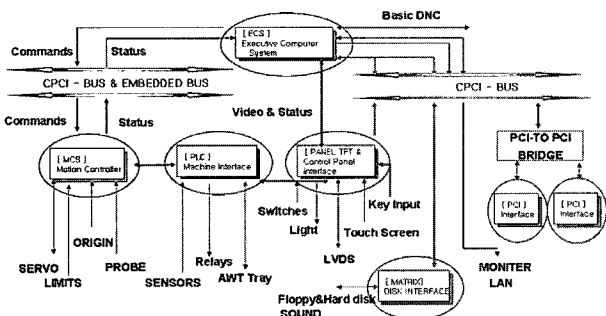 Basic DNC
[ ECS]
Executive Computer
System
Commands
Status
CPCI - BUS & EMBEDDED BUS
CPCI - BUS
Commands
Status
Video & Status
[ MCS]
Motion Controller
[ PLC ]
Machine Interface
[ PANEL TFT &
Control Panel
Interface
PCI-TO PCI
BRIDGE
[ PCI ]
Interface
[ PCI ]
Interface
Switches
Key Input
Light
Touch Screen
ORIGIN
SERVO
PROBE
LIMITS
SENSORS
Relays
AWT Tray
LVDS
MONITER
LAN
[ MATRIX]
DISK INTERFACE
Floppy&Hard disk
SOUND